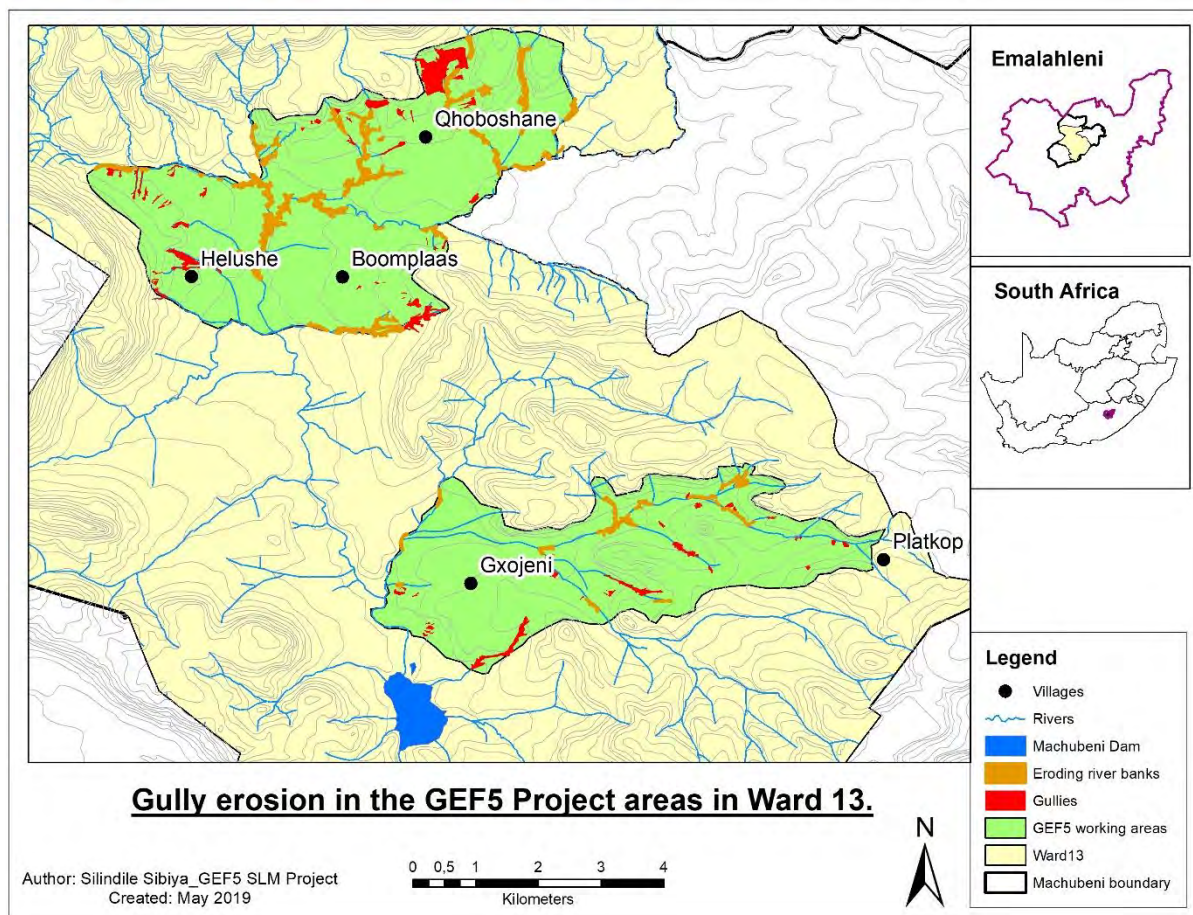 Qhoboshane
Helushe
Boomplaas
Gxojeni
Platkop
Emalahleni
South Africa
Legend
Villages
Rivers
Machubeni Dam
Eroding river banks
Gullies
GEF5 working areas
Ward13
Machubeni boundary
Gully erosion in the GEF5 Project areas in Ward 13.
N
Author: Silindile Sibiya_GEF5 SLM Project
Created: May 2019
0 0,5 1 2 3 4
Kilometers